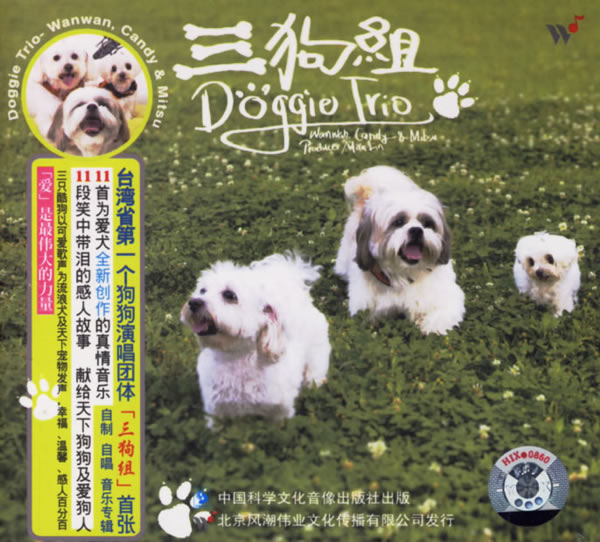 Doggie Trio- Wanwan, Candy & Mitsu
三狗組
Doggie Trio
Wanwan, Candy & Mitsu
台湾省第一个狗狗演唱团体「三狗组」首张
11首为爱犬全新创作的真情音乐
自制 自唱 音乐专辑
11段笑中带泪的感人故事 献给天下狗狗及爱狗人
三只酷狗以可爱歌声为流浪犬及天下宠物发声,幸福、温馨、感人百分百
「爱」是最伟大的力量
HIX●0860
中国科学文化音像出版社出版
北京风潮伟业文化传播有限公司发行